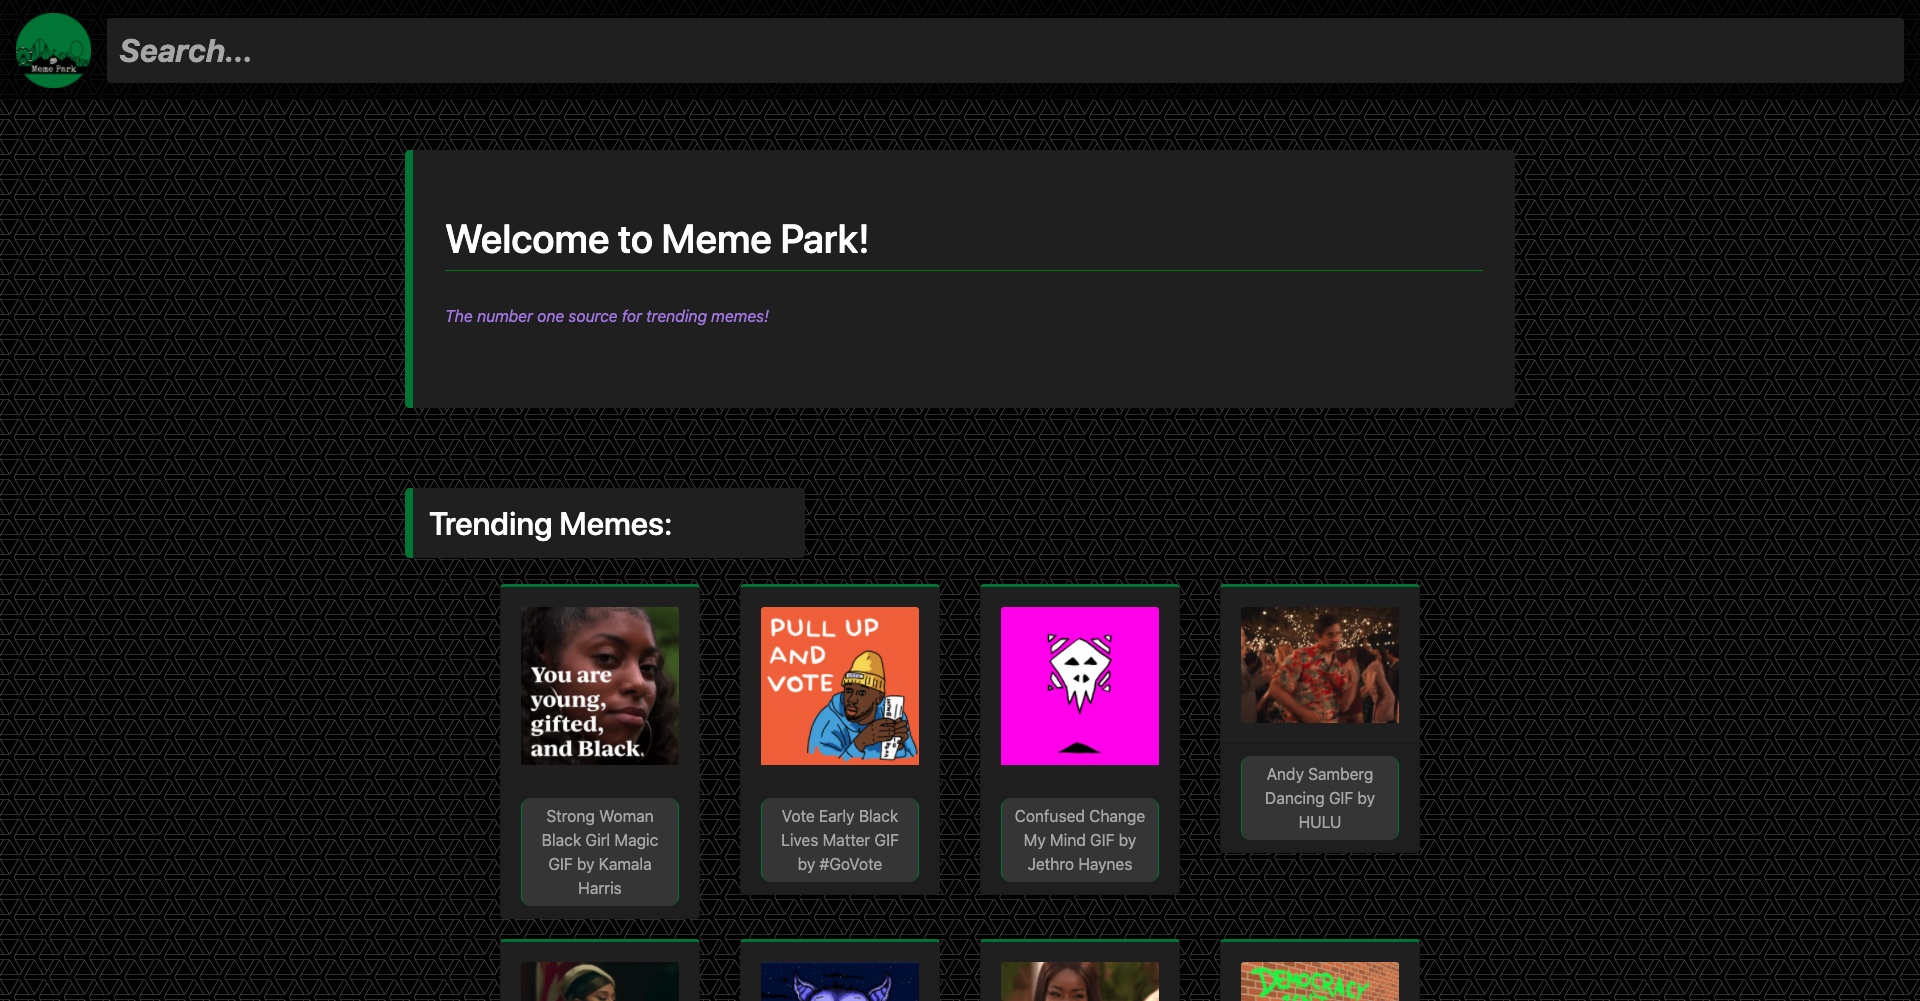 Meme Park
Search...
Welcome to Meme Park!
The number one source for trending memes!
Trending Memes:
You are
young,
gifted,
and Black.
PULL UP
AND
VOTE
Strong Woman
Black Girl Magic
GIF by Kamala
Harris
Vote Early Black
Lives Matter GIF
by #GoVote
Confused Change
My Mind GIF by
Jethro Haynes
Andy Samberg
Dancing GIF by
HULU
DEMOCRACY